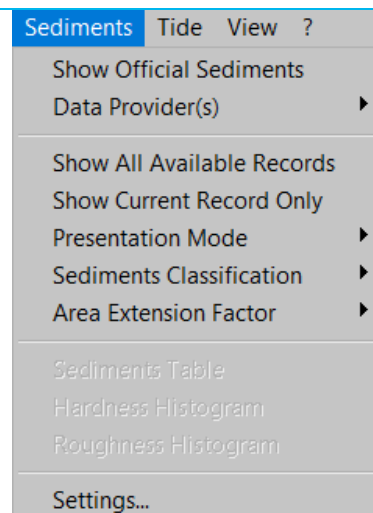 Sediments Tide View ?
Show Official Sediments
Data Provider(s)
Show All Available Records
Show Current Record Only
Presentation Mode
Sediments Classification
Area Extension Factor
Sediments Table
Hardness Histogram
Roughness Histogram
Settings...